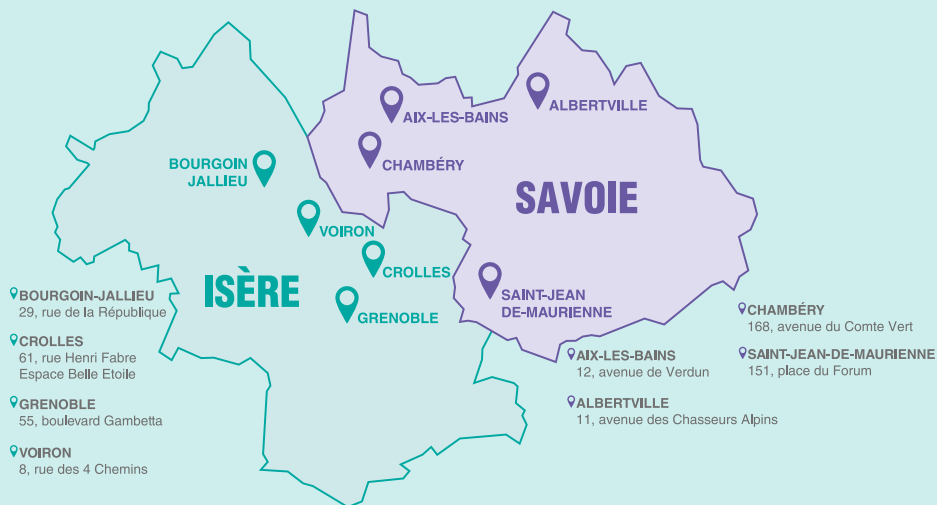 AIX-LES-BAINS
ALBERTVILLE
CHAMBÉRY
BOURGOIN
JALLIEU
SAVOIE
VOIRON
CROLLES
ISÈRE
GRENOBLE
SAINT-JEAN
DE-MAURIENNE
BOURGOIN-JALLIEU
29, rue de la République
CROLLES
61, rue Henri Fabre
Espace Belle Etoile
GRENOBLE
55, boulevard Gambetta
VOIRON
8, rue des 4 Chemins
AIX-LES-BAINS
12, avenue de Verdun
ALBERTVILLE
11, avenue des Chasseurs Alpins
CHAMBÉRY
168, avenue du Comte Vert
SAINT-JEAN-DE-MAURIENNE
151, place du Forum